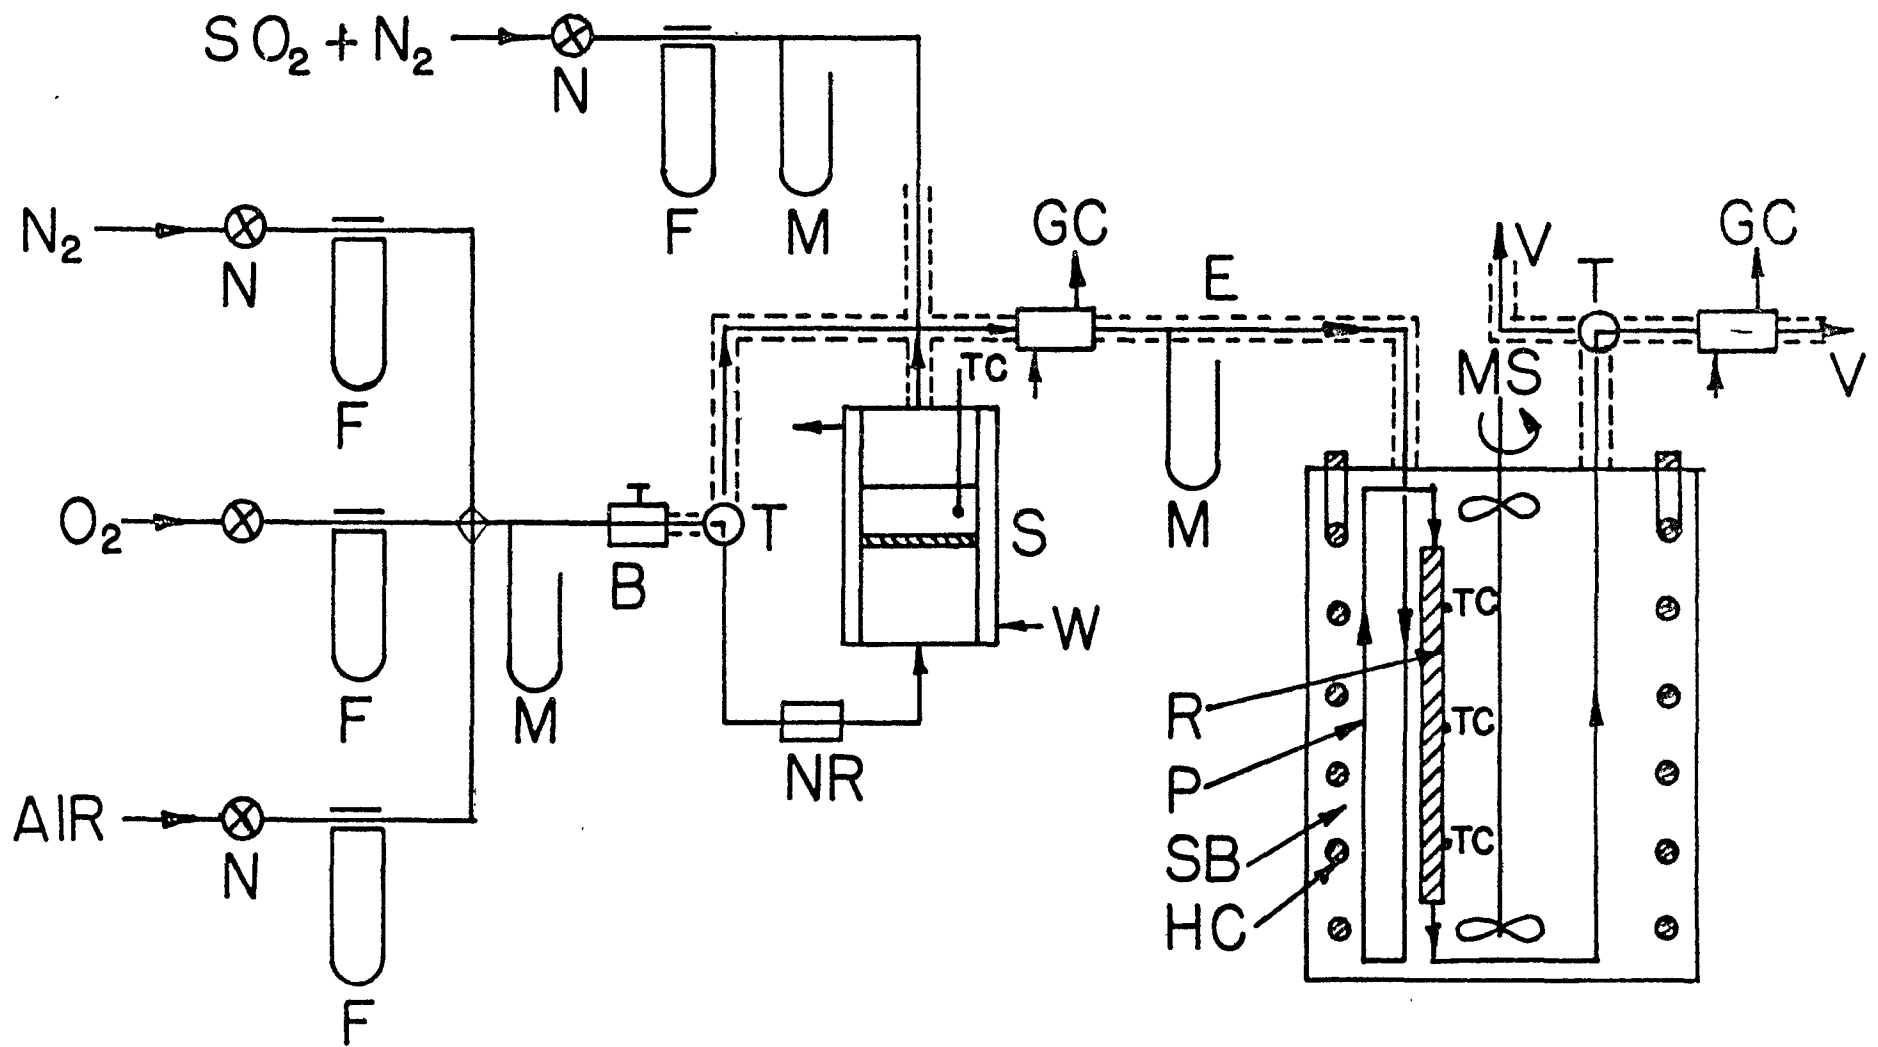 SO₂ + N₂
N
F
M
N₂
N
F
GC
E
V
T
GC
V
MS
TC
O₂
F
M
B
T
S
W
M
NR
AIR
N
F
TC
TC
TC
R
P
SB
HC